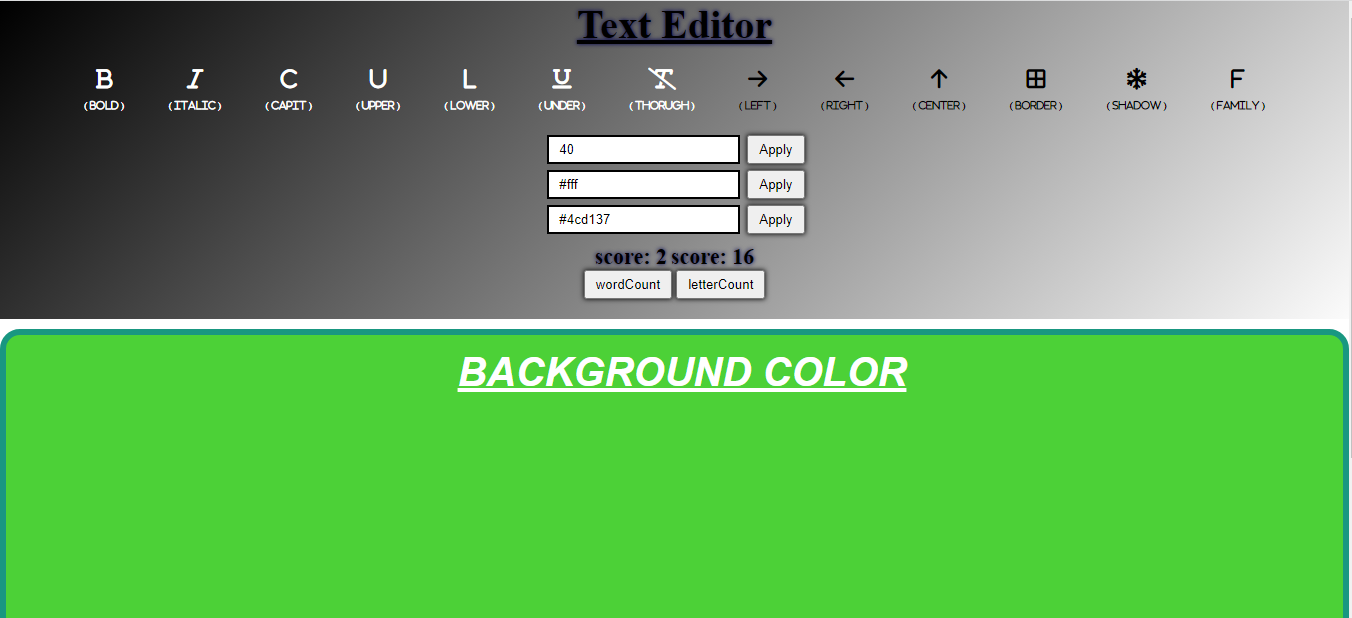 Text Editor
B I C U L U T F
(BOLD) (ITALIC) (CAPIT) (UPPER) (LOWER) (UNDER) (THORUGH) (LEFT) (RIGHT) (CENTER) (BORDER) (SHADOW) (FAMILY)
40 Apply
#fff Apply
#4cd137 Apply
score: 2 score: 16
wordCount letterCount
BACKGROUND COLOR